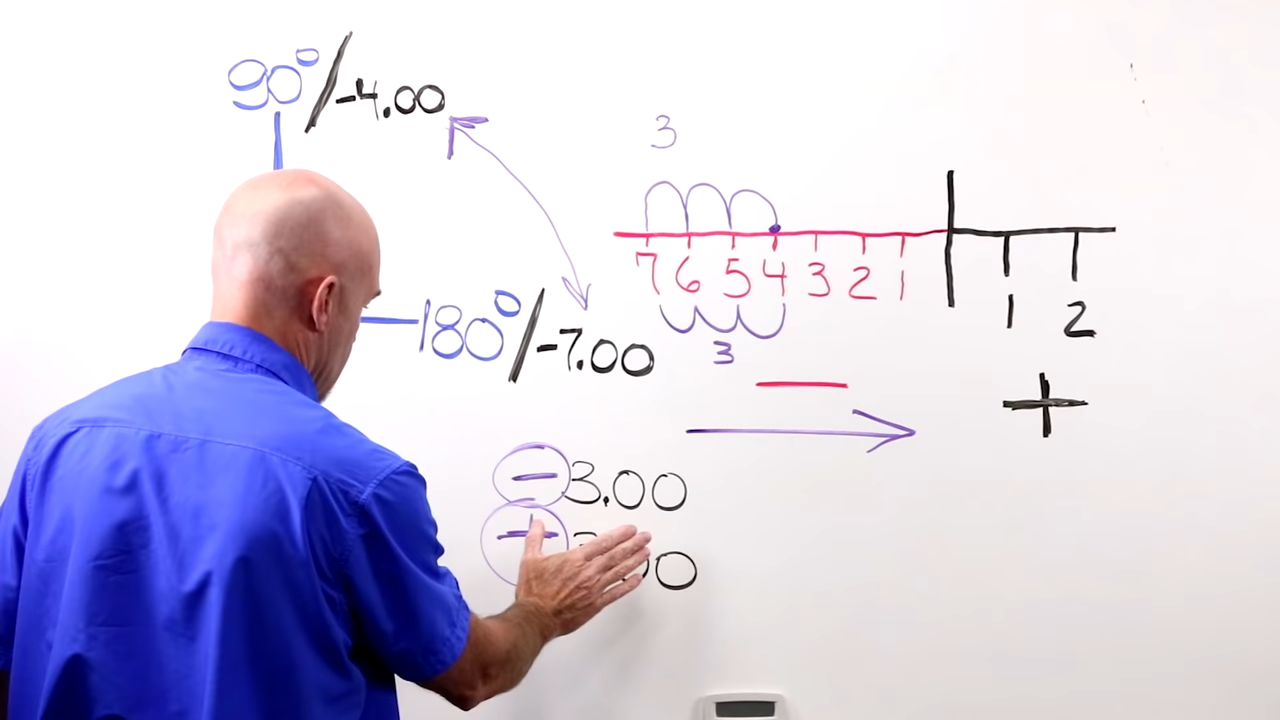 90° / -4.00
3
7 6 5 4 3 2 1
1 2
180° / -7.00
3
− +
− 3.00
+